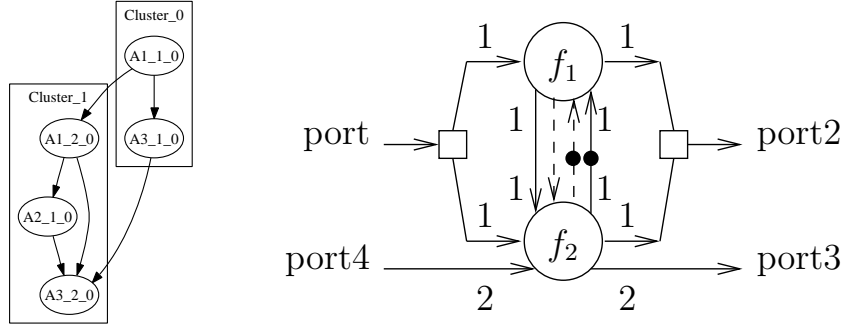 Cluster_0
A1_1_0
Cluster_1
A1_2_0
A3_1_0
A2_1_0
A3_2_0
1
f1
1
port
1
1
port2
1
1
1
f2
1
port4
port3
2
2